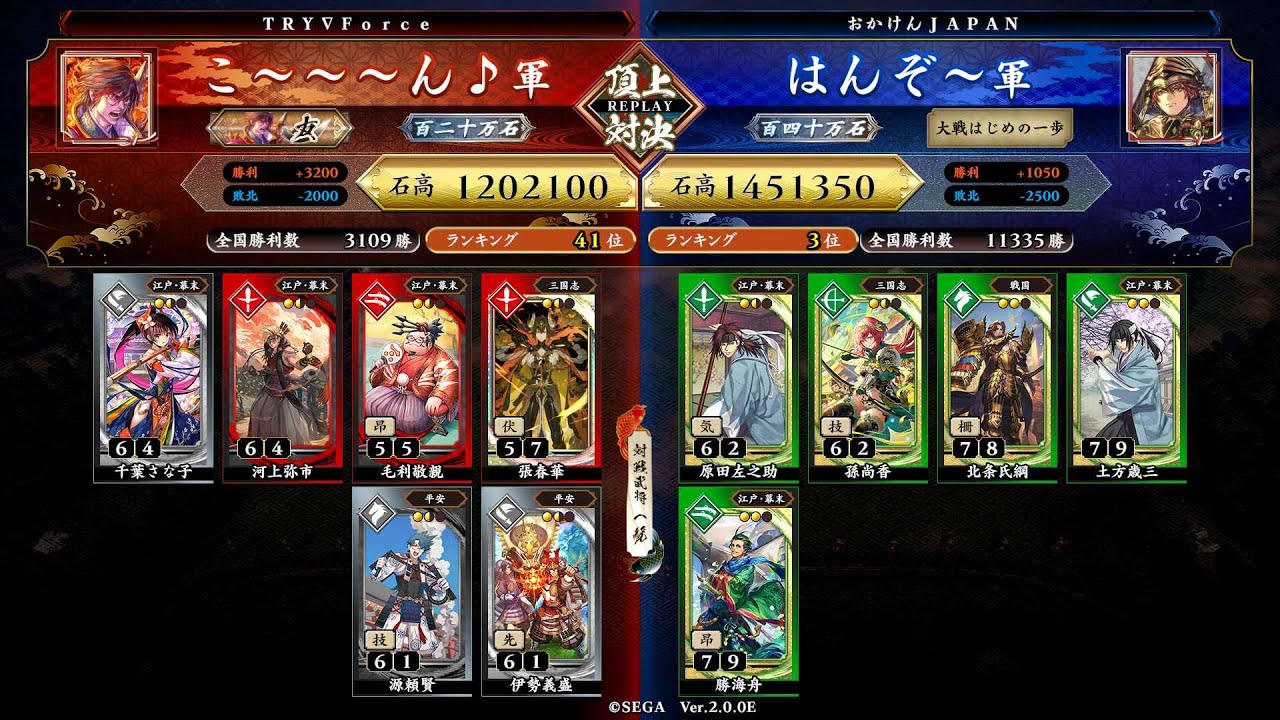 TRY∇Force
おかけんJAPAN
こ～～～ん♪軍
頂上
REPLAY
対決
はんぞ～軍
百二十万石
百四十万石
大戦はじめの一歩
勝利 +3200
敗北 -2000
石高 1202100
石高 1451350
勝利 +1050
敗北 -2500
全国勝利数 3109勝
ランキング 41位
ランキング 3位
全国勝利数 11335勝
江戸・幕末
6 4
千葉さな子
江戸・幕末
6 4
河上弥市
江戸・幕末
昂
5 5
毛利敬親
三国志
伏
5 7
張春華
対戦武将一覧
江戸・幕末
気
6 2
原田左之助
三国志
技
6 2
孫尚香
戦国
柵
7 8
北条氏綱
江戸・幕末
7 9
土方歳三
平安
技
6 1
源頼賢
平安
先
6 1
伊勢義盛
江戸・幕末
昂
7 9
勝海舟
©SEGA Ver.2.0.0E